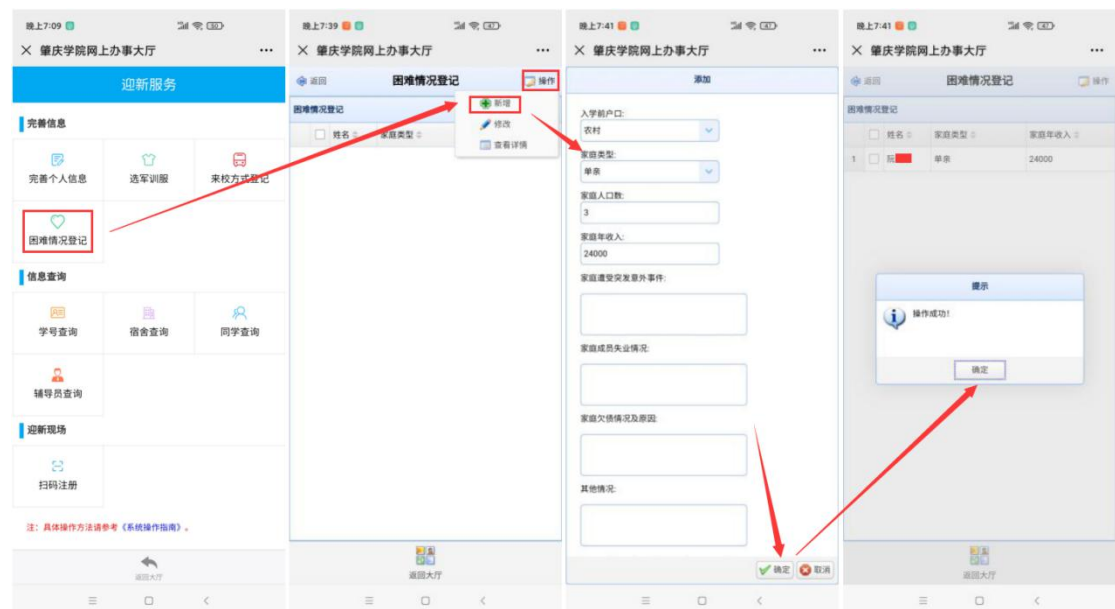 晚上7:09
50
× 肇庆学院网上办事大厅 ···
迎新服务
完善信息
完善个人信息 选军训服 来校方式登记
困难情况登记
信息查询
学号查询 宿舍查询 同学查询
辅导员查询
迎新现场
扫码注册
注：具体操作方法请参考《系统操作指南》。
返回大厅
晚上7:39
47
× 肇庆学院网上办事大厅 ···
返回 困难情况登记 操作
困难情况登记
新增
修改
查看详情
姓名 家庭类型
返回大厅
晚上7:41
47
× 肇庆学院网上办事大厅 ···
添加
入学前户口:
农村
家庭类型:
单亲
家庭人口数:
3
家庭年收入:
24000
家庭遭受突发意外事件:
家庭成员失业情况:
家庭欠债情况及原因:
其他情况:
确定 取消
晚上7:41
47
× 肇庆学院网上办事大厅 ···
返回 困难情况登记 操作
困难情况登记
姓名 家庭类型 家庭年收入
1 阮 单亲 24000
提示
操作成功!
确定
返回大厅